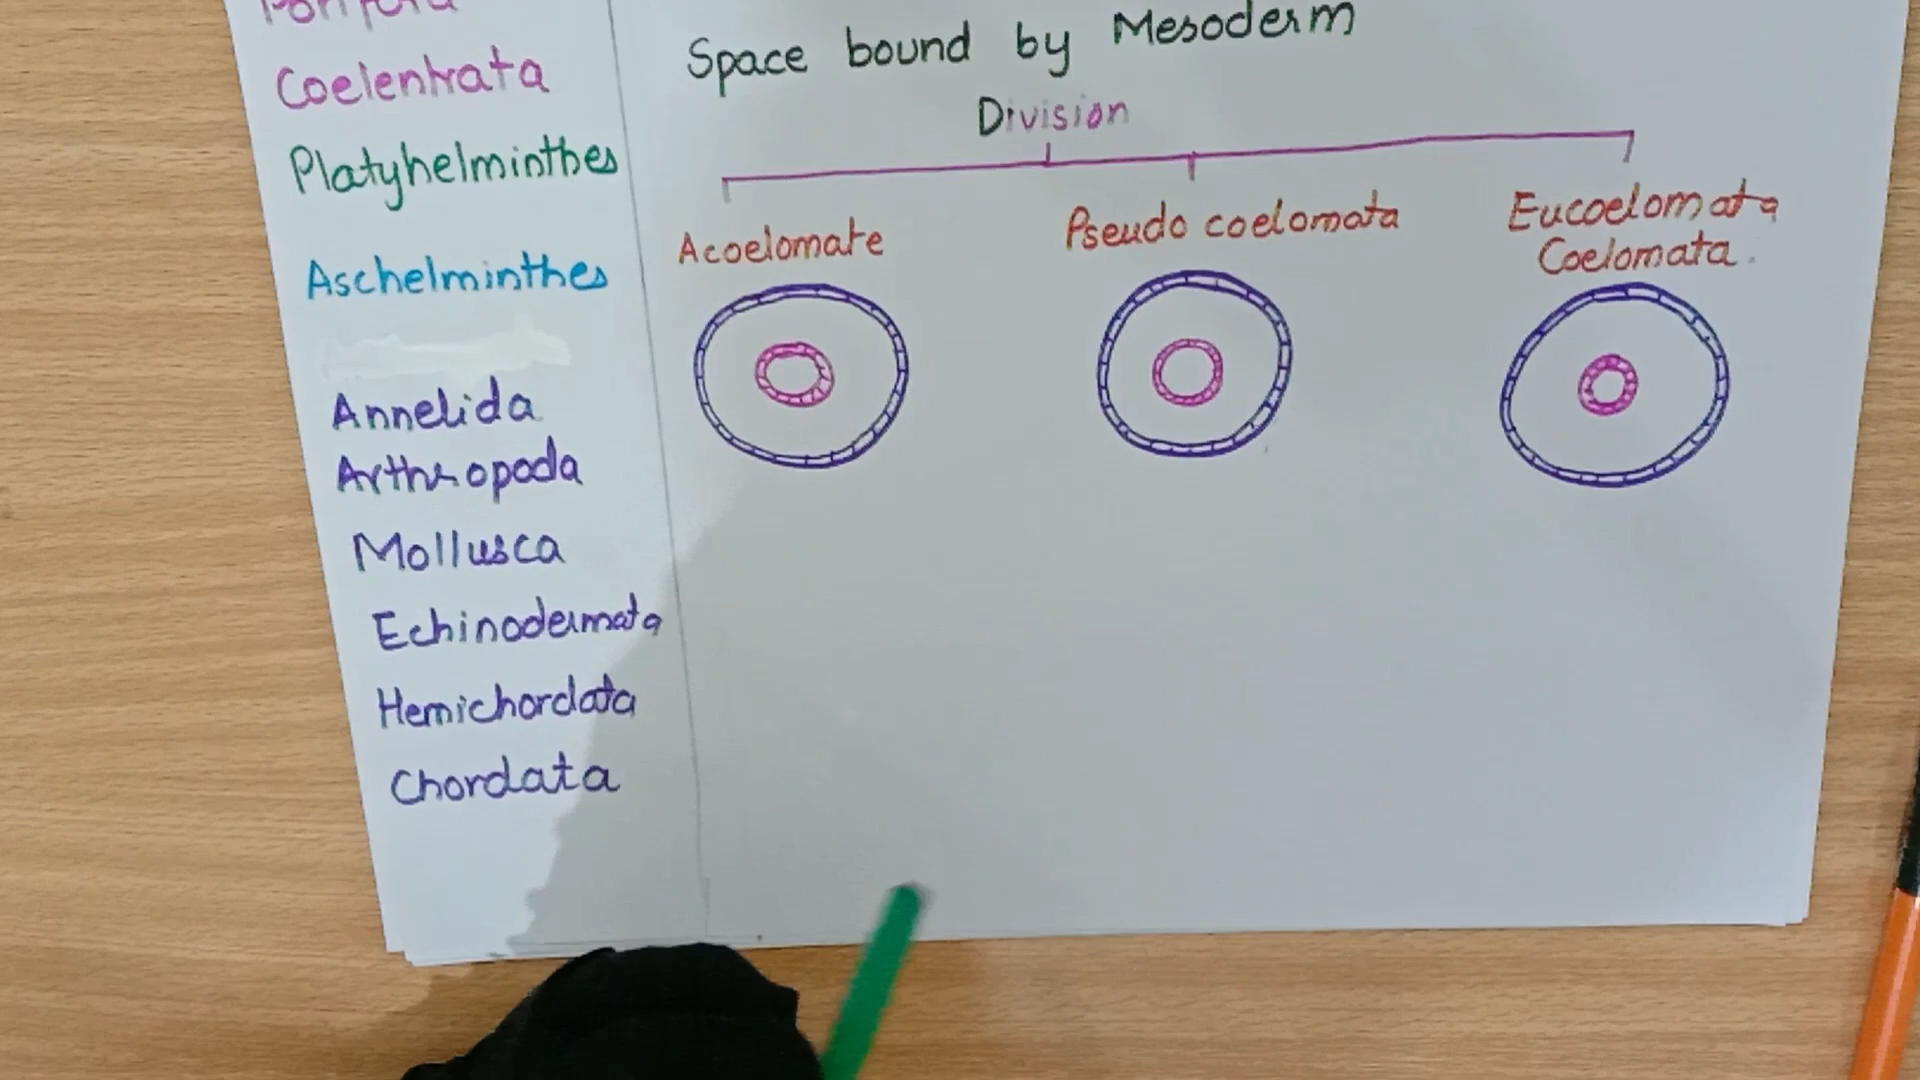 Coelentrata
Platyhelminthes
Aschelminthes
Annelida
Arthropoda
Mollusca
Echinodermata
Hemichordata
Chordata
Space bound by Mesoderm
Division
Acoelomate
Pseudo coelomata
Eucoelomata
Coelomata.